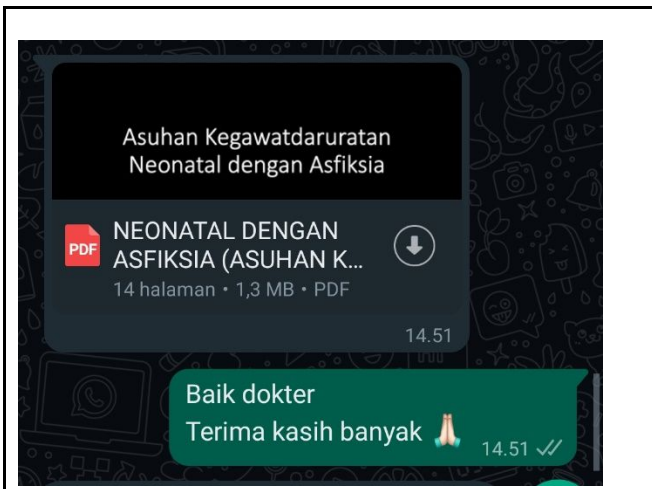 Asuhan Kegawatdaruratan
Neonatal dengan Asfiksia
PDF
NEONATAL DENGAN
ASFIKSIA (ASUHAN K...
14 halaman • 1,3 MB • PDF
14.51
Baik dokter
Terima kasih banyak 🙏🏻
14.51